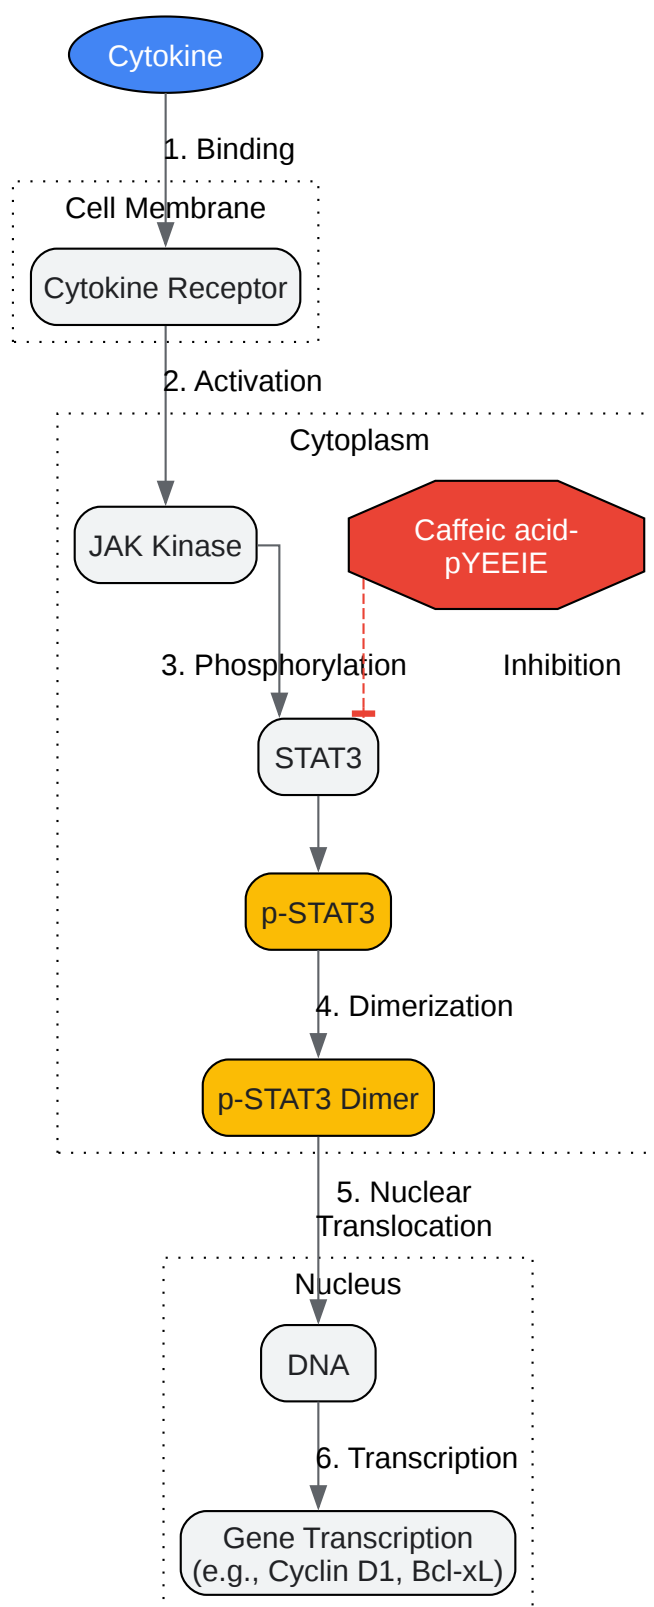 Cytokine
1. Binding
Cell Membrane
Cytokine Receptor
2. Activation
Cytoplasm
JAK Kinase
Caffeic acid-
pYEEIE
3. Phosphorylation
Inhibition
STAT3
p-STAT3
4. Dimerization
p-STAT3 Dimer
5. Nuclear
Translocation
Nucleus
DNA
6. Transcription
Gene Transcription
(e.g., Cyclin D1, Bcl-xL)